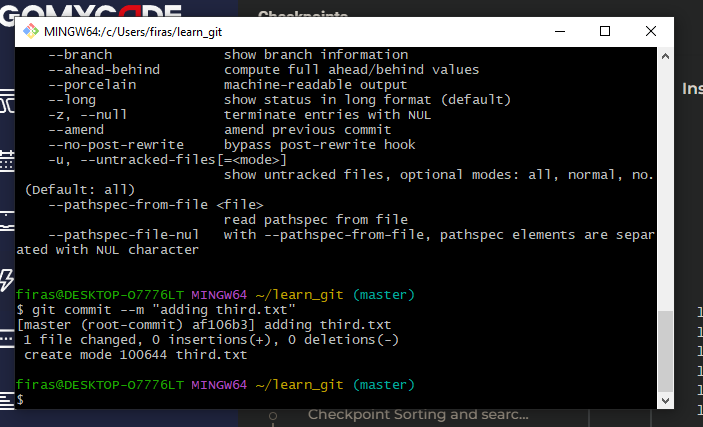 GOMYCODE
Checkpoints
MINGW64:/c/Users/firas/learn_git
--branch show branch information
--ahead-behind compute full ahead/behind values
--porcelain machine-readable output
--long show status in long format (default)
-z, --null terminate entries with NUL
--amend amend previous commit
--no-post-rewrite bypass post-rewrite hook
-u, --untracked-files[=<mode>]
show untracked files, optional modes: all, normal, no.
(Default: all)
--pathspec-from-file <file>
read pathspec from file
--pathspec-file-nul with --pathspec-from-file, pathspec elements are separ
ated with NUL character
firas@DESKTOP-O7776LT MINGW64 ~/learn_git (master)
$ git commit --m "adding third.txt"
[master (root-commit) af106b3] adding third.txt
1 file changed, 0 insertions(+), 0 deletions(-)
create mode 100644 third.txt
firas@DESKTOP-O7776LT MINGW64 ~/learn_git (master)
$
Ins
Checkpoint Sorting and searc...